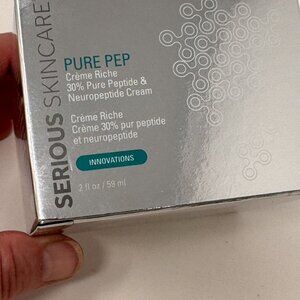 SERIOUS SKINCARE
PURE PEP
Crème Riche
30% Pure Peptide &
Neuropeptide Cream
Crème Riche
Crème 30% pur peptide
et neuropeptide
INNOVATIONS
2 fl oz / 59 ml